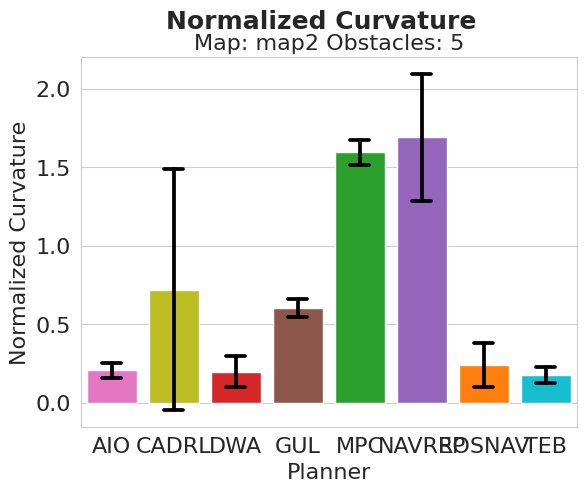 Normalized Curvature
Map: map2 Obstacles: 5
Normalized Curvature
2.0
1.5
1.0
0.5
0.0
AIO CADRL DWA GUL MPC NAVREP ROSNAV TEB
Planner